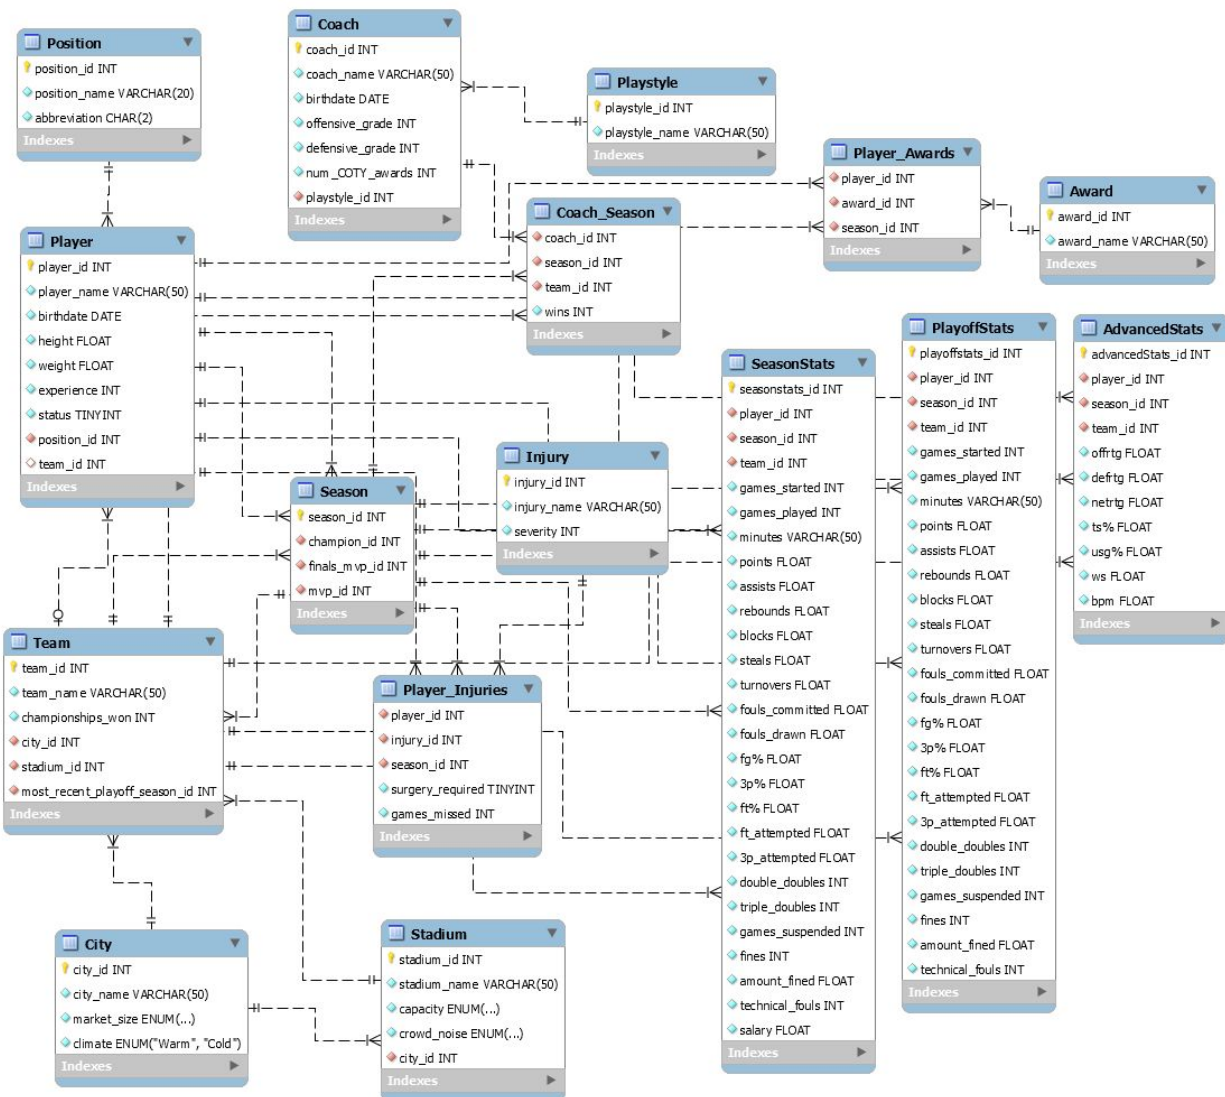 Position
position_id INT
position_name VARCHAR(20)
abbreviation CHAR(2)
Indexes
Coach
coach_id INT
coach_name VARCHAR(50)
birthdate DATE
offensive_grade INT
defensive_grade INT
num_COTY_awards INT
playstyle_id INT
Indexes
Playstyle
playstyle_id INT
playstyle_name VARCHAR(50)
Indexes
Player_Awards
player_id INT
award_id INT
season_id INT
Indexes
Award
award_id INT
award_name VARCHAR(50)
Indexes
Player
player_id INT
player_name VARCHAR(50)
birthdate DATE
height FLOAT
weight FLOAT
experience INT
status TINYINT
position_id INT
team_id INT
Indexes
Coach_Season
coach_id INT
season_id INT
team_id INT
wins INT
Indexes
Season
season_id INT
champion_id INT
finals_mvp_id INT
mvp_id INT
Indexes
Injury
injury_id INT
injury_name VARCHAR(50)
severity INT
Indexes
SeasonStats
seasonstats_id INT
player_id INT
season_id INT
team_id INT
games_started INT
games_played INT
minutes VARCHAR(50)
points FLOAT
assists FLOAT
rebounds FLOAT
blocks FLOAT
steals FLOAT
turnovers FLOAT
fouls_committed FLOAT
fouls_drawn FLOAT
fg% FLOAT
3p% FLOAT
ft% FLOAT
ft_attempted FLOAT
3p_attempted FLOAT
double_doubles INT
triple_doubles INT
games_suspended INT
fines INT
amount_fined FLOAT
technical_fouls INT
salary FLOAT
Indexes
PlayoffStats
playoffstats_id INT
player_id INT
season_id INT
team_id INT
games_started INT
games_played INT
minutes VARCHAR(50)
points FLOAT
assists FLOAT
rebounds FLOAT
blocks FLOAT
steals FLOAT
turnovers FLOAT
fouls_committed FLOAT
fouls_drawn FLOAT
fg% FLOAT
3p% FLOAT
ft% FLOAT
ft_attempted FLOAT
3p_attempted FLOAT
double_doubles INT
triple_doubles INT
games_suspended INT
fines INT
amount_fined FLOAT
technical_fouls INT
Indexes
AdvancedStats
advancedStats_id INT
player_id INT
season_id INT
team_id INT
offrtg FLOAT
defrtg FLOAT
netrtg FLOAT
ts% FLOAT
usg% FLOAT
ws FLOAT
bpm FLOAT
Indexes
Team
team_id INT
team_name VARCHAR(50)
championships_won INT
city_id INT
stadium_id INT
most_recent_playoff_season_id INT
Indexes
Player_Injuries
player_id INT
injury_id INT
season_id INT
surgery_required TINYINT
games_missed INT
Indexes
City
city_id INT
city_name VARCHAR(50)
market_size ENUM(...)
climate ENUM("Warm", "Cold")
Indexes
Stadium
stadium_id INT
stadium_name VARCHAR(50)
capacity ENUM(...)
crowd_noise ENUM(...)
city_id INT
Indexes